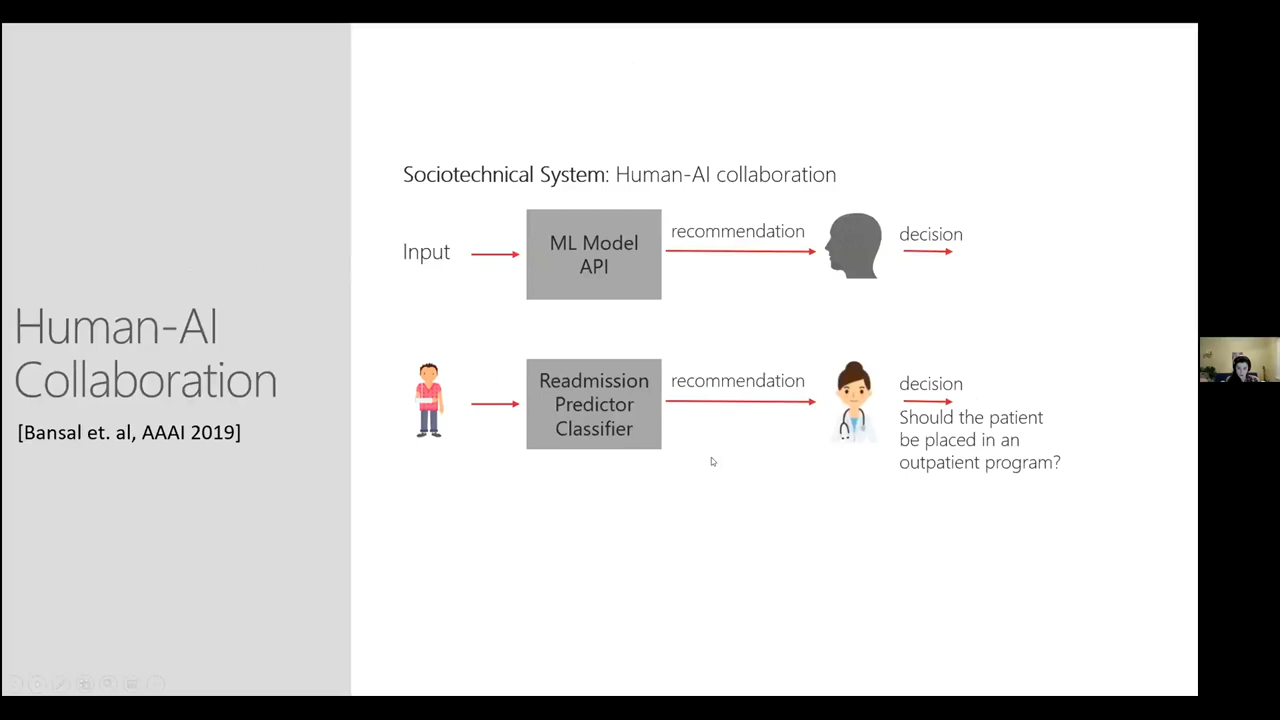 Human-AI
Collaboration
[Bansal et. al, AAAI 2019]
Sociotechnical System: Human-AI collaboration
Input
ML Model
API
recommendation
decision
Readmission
Predictor
Classifier
recommendation
decision
Should the patient
be placed in an
outpatient program?